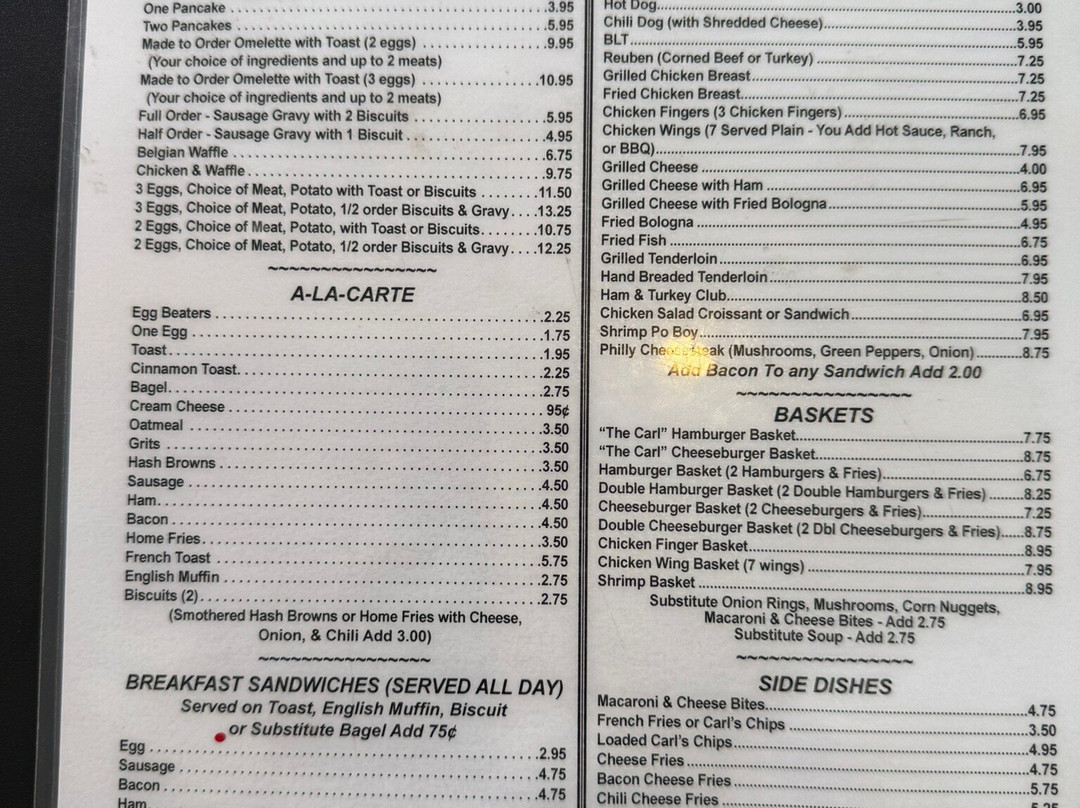 One Pancake ..........3.95
Two Pancakes ..........5.95
Made to Order Omelette with Toast (2 eggs) ..........9.95
(Your choice of ingredients and up to 2 meats)
Made to Order Omelette with Toast (3 eggs) ..........10.95
(Your choice of ingredients and up to 2 meats)
Full Order - Sausage Gravy with 2 Biscuits ..........5.95
Half Order - Sausage Gravy with 1 Biscuit ..........4.95
Belgian Waffle ..........6.75
Chicken & Waffle ..........9.75
3 Eggs, Choice of Meat, Potato with Toast or Biscuits ..........11.50
3 Eggs, Choice of Meat, Potato, 1/2 order Biscuits & Gravy....13.25
2 Eggs, Choice of Meat, Potato, with Toast or Biscuits..........10.75
2 Eggs, Choice of Meat, Potato, 1/2 order Biscuits & Gravy....12.25
~~~~~~~~~~~~~~~~
A-LA-CARTE
Egg Beaters ..........2.25
One Egg ..........1.75
Toast..........1.95
Cinnamon Toast..........2.25
Bagel..........2.75
Cream Cheese ..........95¢
Oatmeal ..........3.50
Grits ..........3.50
Hash Browns ..........3.50
Sausage ..........4.50
Ham..........4.50
Bacon ..........4.50
Home Fries..........3.50
French Toast ..........5.75
English Muffin ..........2.75
Biscuits (2)..........2.75
(Smothered Hash Browns or Home Fries with Cheese,
Onion, & Chili Add 3.00)
~~~~~~~~~~~~~~~~
BREAKFAST SANDWICHES (SERVED ALL DAY)
Served on Toast, English Muffin, Biscuit
or Substitute Bagel Add 75¢
Egg ..........2.95
Sausage ..........4.75
Bacon ..........4.75
Ham
Hot Dog..........3.00
Chili Dog (with Shredded Cheese)..........3.95
BLT..........5.95
Reuben (Corned Beef or Turkey) ..........7.25
Grilled Chicken Breast..........7.25
Fried Chicken Breast..........7.25
Chicken Fingers (3 Chicken Fingers) ..........6.95
Chicken Wings (7 Served Plain - You Add Hot Sauce, Ranch,
or BBQ)..........7.95
Grilled Cheese ..........4.00
Grilled Cheese with Ham ..........6.95
Grilled Cheese with Fried Bologna..........5.95
Fried Bologna ..........4.95
Fried Fish ..........6.75
Grilled Tenderloin..........6.95
Hand Breaded Tenderloin..........7.95
Ham & Turkey Club..........8.50
Chicken Salad Croissant or Sandwich..........6.95
Shrimp Po Boy..........7.95
Philly Cheesesteak (Mushrooms, Green Peppers, Onion)..........8.75
Add Bacon To any Sandwich Add 2.00
~~~~~~~~~~~~~~~~
BASKETS
“The Carl” Hamburger Basket..........7.75
“The Carl” Cheeseburger Basket..........8.75
Hamburger Basket (2 Hamburgers & Fries)..........6.75
Double Hamburger Basket (2 Double Hamburgers & Fries) ..........8.25
Cheeseburger Basket (2 Cheeseburgers & Fries)..........7.25
Double Cheeseburger Basket (2 Dbl Cheeseburgers & Fries)......8.75
Chicken Finger Basket..........8.95
Chicken Wing Basket (7 wings) ..........7.95
Shrimp Basket ..........8.95
Substitute Onion Rings, Mushrooms, Corn Nuggets,
Macaroni & Cheese Bites - Add 2.75
Substitute Soup - Add 2.75
~~~~~~~~~~~~~~~~
SIDE DISHES
Macaroni & Cheese Bites..........4.75
French Fries or Carl's Chips ..........3.50
Loaded Carl's Chips..........4.95
Cheese Fries ..........4.75
Bacon Cheese Fries ..........5.75
Chili Cheese Fries